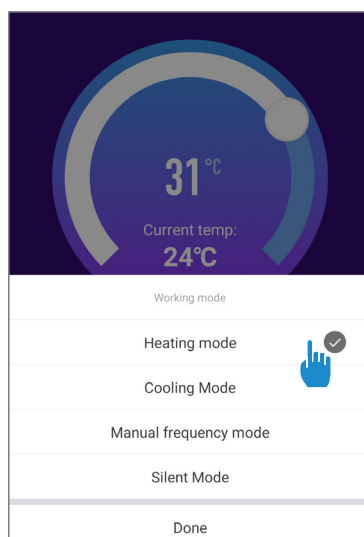 31°C
Current temp:
24°C
Working mode
Heating mode
Cooling Mode
Manual frequency mode
Silent Mode
Done